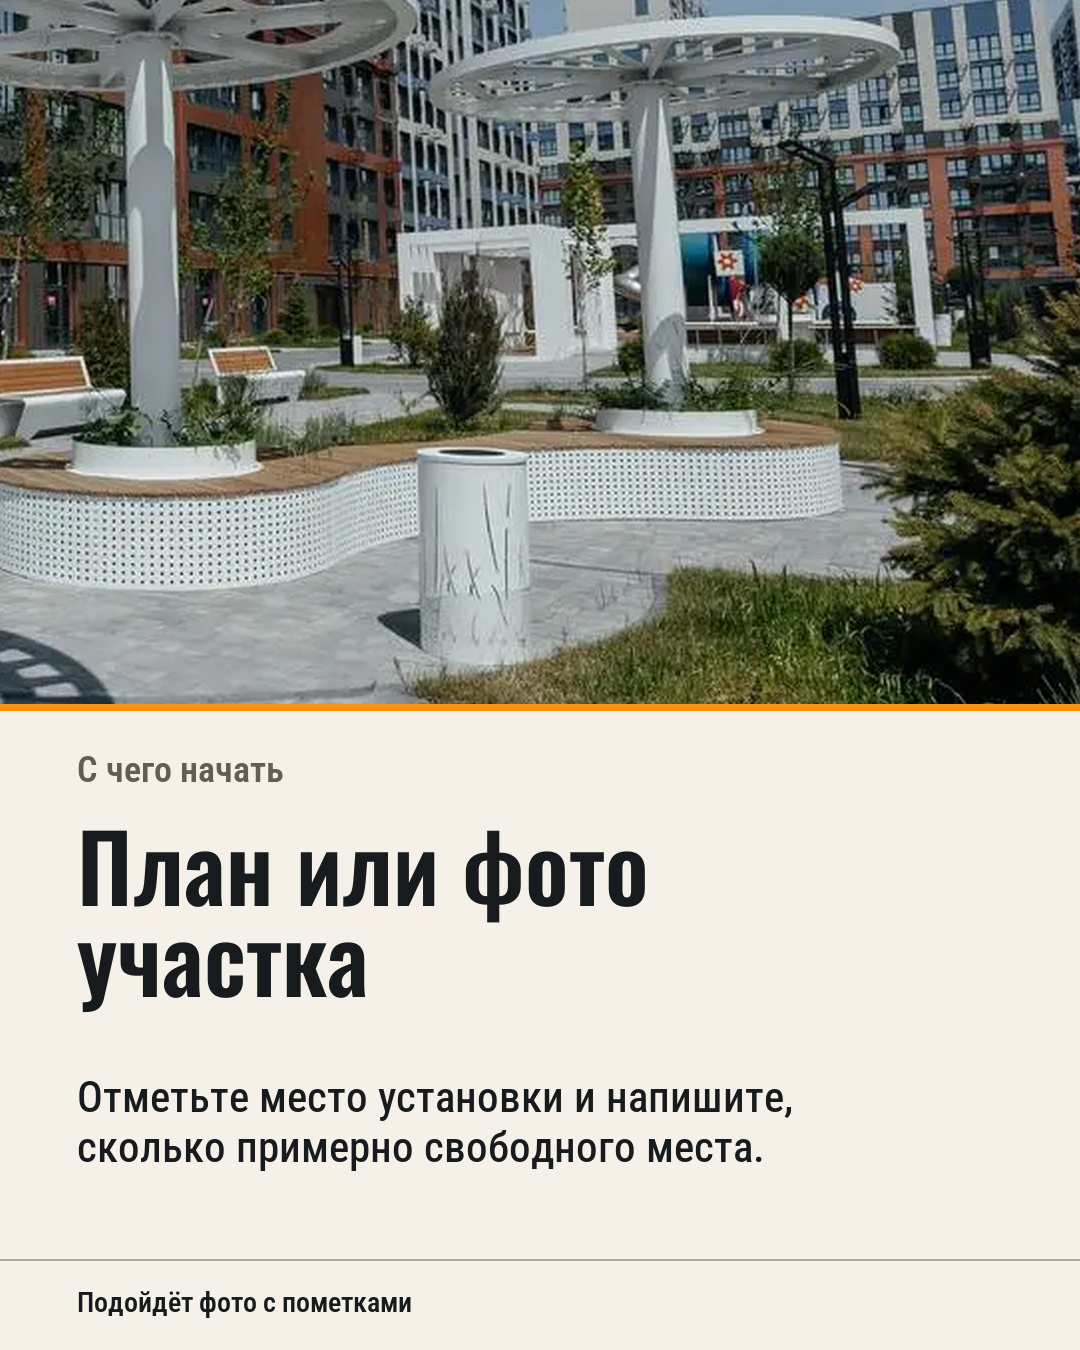 С чего начать
План или фото
участка
Отметьте место установки и напишите,
сколько примерно свободного места.
Подойдёт фото с пометками